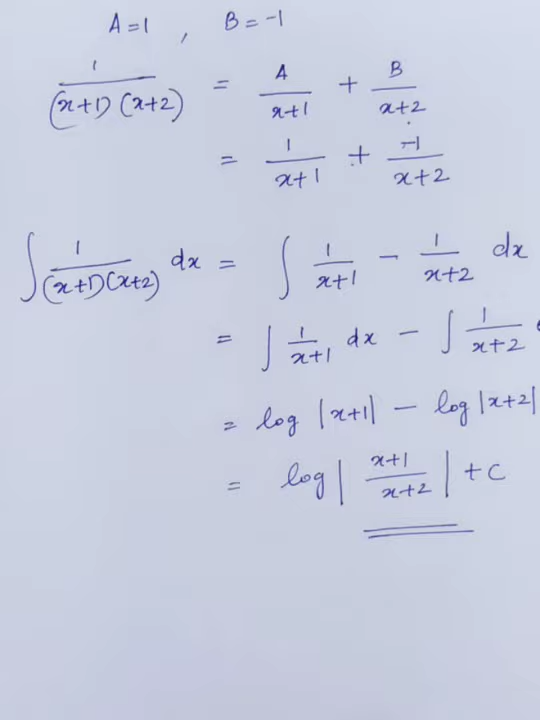 A=1 , B=-1
1/((x+1)(x+2)) = A/(x+1) + B/(x+2)
= 1/(x+1) + -1/(x+2)
∫ 1/((x+1)(x+2)) dx = ∫ 1/(x+1) - 1/(x+2) dx
= ∫ 1/(x+1) dx - ∫ 1/(x+2)
= log |x+1| - log |x+2|
= log | (x+1)/(x+2) | + c